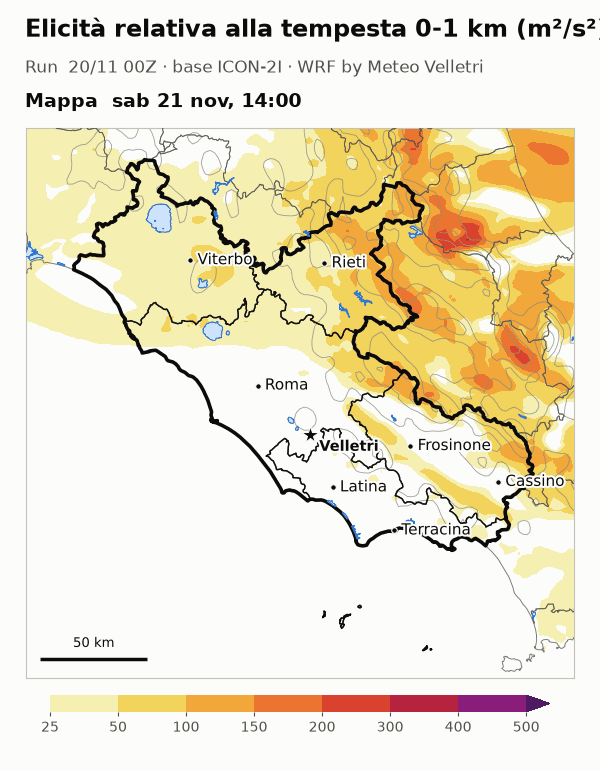 Elicità relativa alla tempesta 0-1 km (m²/s²)
Run 20/11 00Z · base ICON-2I · WRF by Meteo Velletri
Mappa sab 21 nov, 14:00
Viterbo
Rieti
Roma
Velletri
Frosinone
Cassino
Latina
Terracina
50 km
25 50 100 150 200 300 400 500